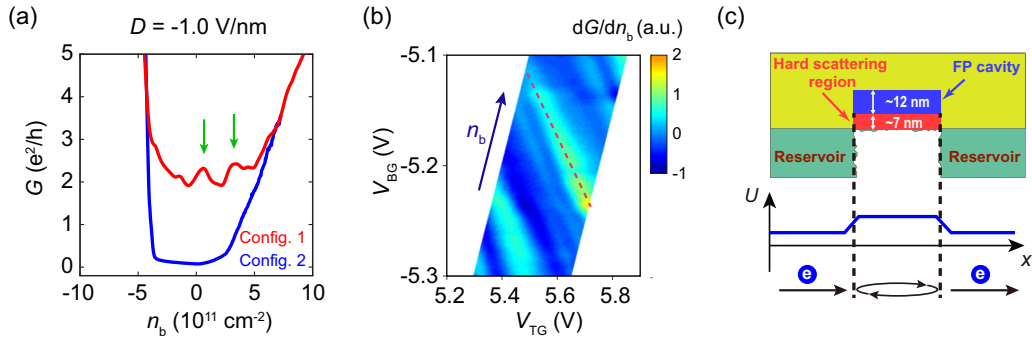 (a)
D = -1.0 V/nm
G (e²/h)
5
4
3
2
1
0
Config. 1
Config. 2
-10 -5 0 5 10
n_b (10¹¹ cm⁻²)
(b)
dG/dn_b (a.u.)
V_BG (V)
-5.1
-5.2
-5.3
n_b
2
1
0
-1
5.2 5.4 5.6 5.8
V_TG (V)
(c)
Hard scattering
region
FP cavity
~12 nm
~7 nm
Reservoir
Reservoir
U
x
e
e